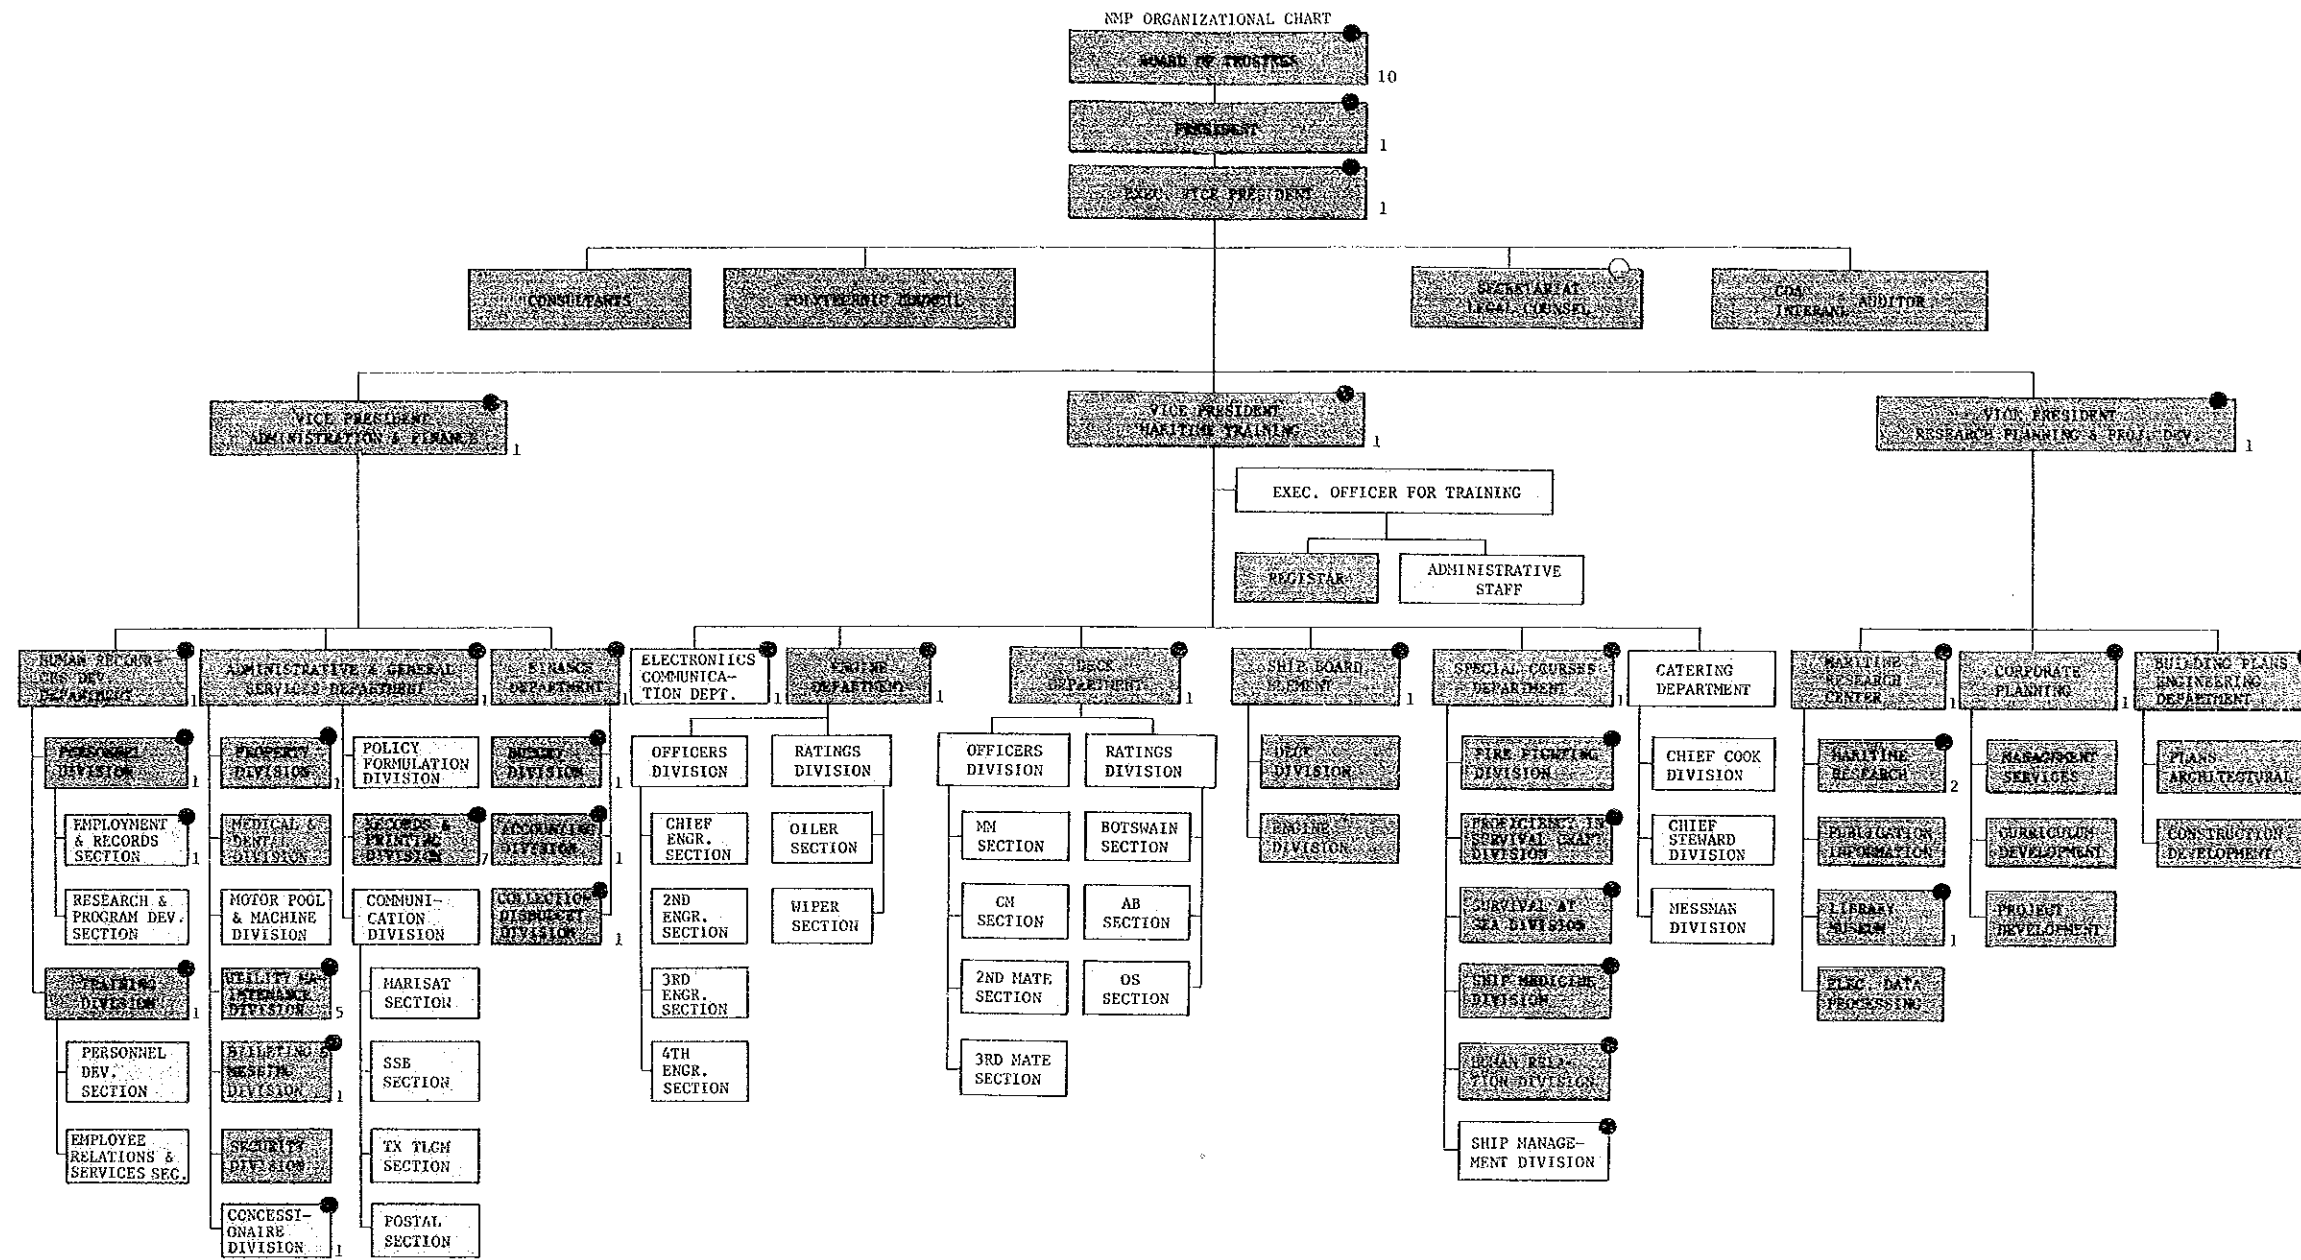 NMP ORGANIZATIONAL CHART
BOARD OF TRUSTEES
10
PRESIDENT
1
EXEC. VICE PRESIDENT
1
CONSULTANTS
POLYTECHNIC COUNCIL
SECRETARIAT
LEGAL COUNSEL
COA AUDITOR
INTERANL
VICE PRESIDENT
ADMINISTRATION & FINANCE
1
VICE PRESIDENT
MARITIME TRAINING
1
VICE PRESIDENT
RESEARCH PLANNING & PROJ. DEV.
1
EXEC. OFFICER FOR TRAINING
REGISTAR
ADMINISTRATIVE
STAFF
HUMAN RECOUR-
CES DEV.
DEPARTMENT
1
ADMINISTRATIVE & GENERAL
SERVICES DEPARTMENT
1
FINANCE
DEPARTMENT
1
ELECTRONIICS
COMMUNICA-
TION DEPT.
1
ENGINE
DEPARTMENT
1
DECK
DEPARTMENT
1
SHIP BOARD
ELEMENT
1
SPECIAL COURSES
DEPARTMENT
1
CATERING
DEPARTMENT
MARITIME
RESEARCH
CENTER
1
CORPORATE
PLANNING
1
BUILDING PLANS
ENGINEERING
DEPARTMENT
PERSONNEL
DIVISION
1
EMPLOYMENT
& RECORDS
SECTION
1
RESEARCH &
PROGRAM DEV.
SECTION
TRAINING
DIVISION
1
PERSONNEL
DEV.
SECTION
EMPLOYEE
RELATIONS &
SERVICES SEC.
PROPERTY
DIVISION
1
MEDICAL &
DENTAL
DIVISION
MOTOR POOL
& MACHINE
DIVISION
UTILITY MA-
INTENANCE
DIVISION
5
BILLETING &
MESSING
DIVISION
1
SECURITY
DIVISION
CONCESSI-
ONAIRE
DIVISION
1
POLICY
FORMULATION
DIVISION
RECORDS &
PRINTING
DIVISION
7
COMMUNI-
CATION
DIVISION
MARISAT
SECTION
SSB
SECTION
TX TLGM
SECTION
POSTAL
SECTION
BUDGET
DIVISION
1
ACCOUNTING
DIVISION
1
COLLECTION
DIVISION
1
OFFICERS
DIVISION
CHIEF
ENGR.
SECTION
2ND
ENGR.
SECTION
3RD
ENGR.
SECTION
4TH
ENGR.
SECTION
RATINGS
DIVISION
OILER
SECTION
WIPER
SECTION
OFFICERS
DIVISION
MM
SECTION
CM
SECTION
2ND MATE
SECTION
3RD MATE
SECTION
RATINGS
DIVISION
BOTSWAIN
SECTION
AB
SECTION
OS
SECTION
DECK
DIVISION
ENGINE
DIVISION
FIRE FIGHTING
DIVISION
PROFICIENCY IN
SURVIVAL CRAFT
DIVISION
SURVIVAL AT
SEA DIVISION
SHIP MEDICINE
DIVISION
HUMAN RELA-
TION DIVISION
SHIP MANAGE-
MENT DIVISION
CHIEF COOK
DIVISION
CHIEF
STEWARD
DIVISION
MESSMAN
DIVISION
MARITIME
RESEARCH
2
PUBLICATION
INFORMATION
LIBRARY
MUSEUM
1
ELEC. DATA
PROCESSING
MANAGEMENT
SERVICES
CURRICULUM
DEVELOPMENT
PROJECT
DEVELOPMENT
PLANS
ARCHITECTURAL
CONSTRUCTION
DEVELOPMENT